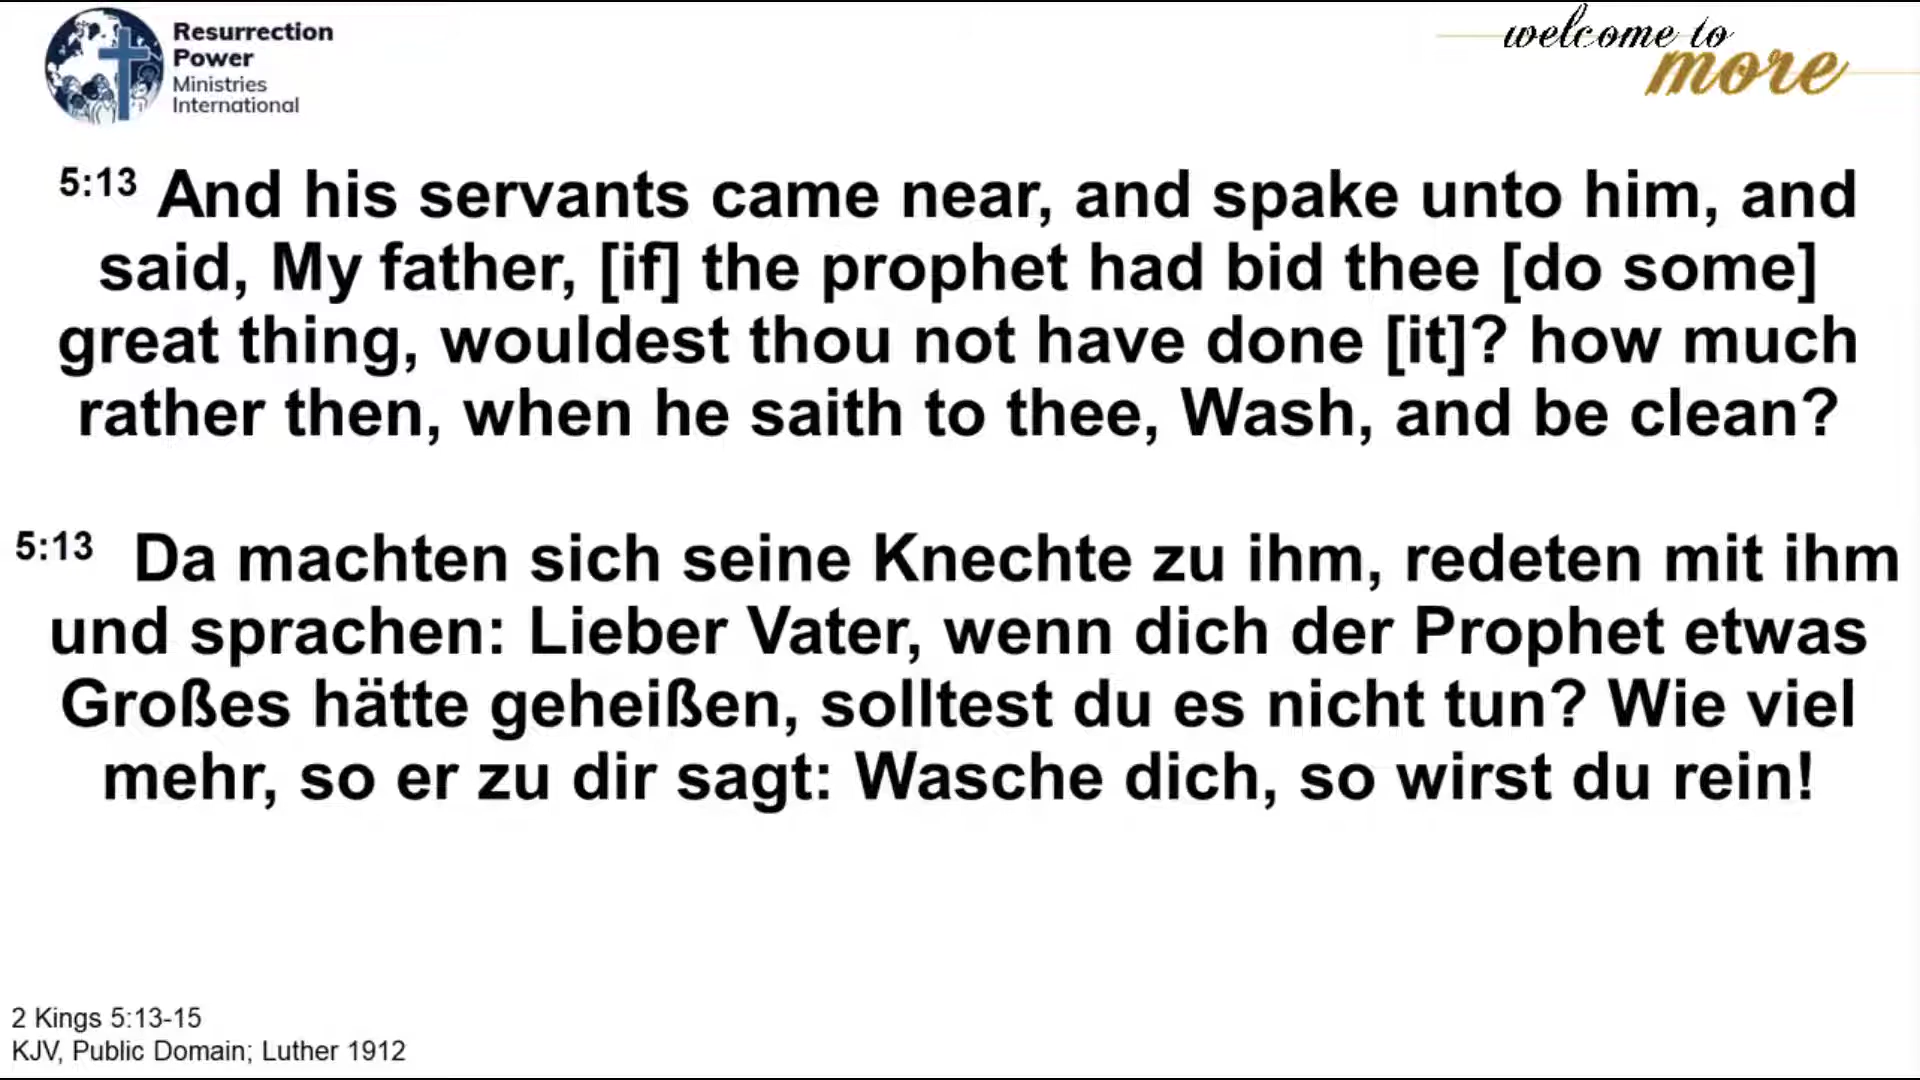 Resurrection
Power
Ministries
International
welcome to
more
5:13 And his servants came near, and spake unto him, and
said, My father, [if] the prophet had bid thee [do some]
great thing, wouldest thou not have done [it]? how much
rather then, when he saith to thee, Wash, and be clean?
5:13 Da machten sich seine Knechte zu ihm, redeten mit ihm
und sprachen: Lieber Vater, wenn dich der Prophet etwas
Großes hätte geheißen, solltest du es nicht tun? Wie viel
mehr, so er zu dir sagt: Wasche dich, so wirst du rein!
2 Kings 5:13-15
KJV, Public Domain; Luther 1912